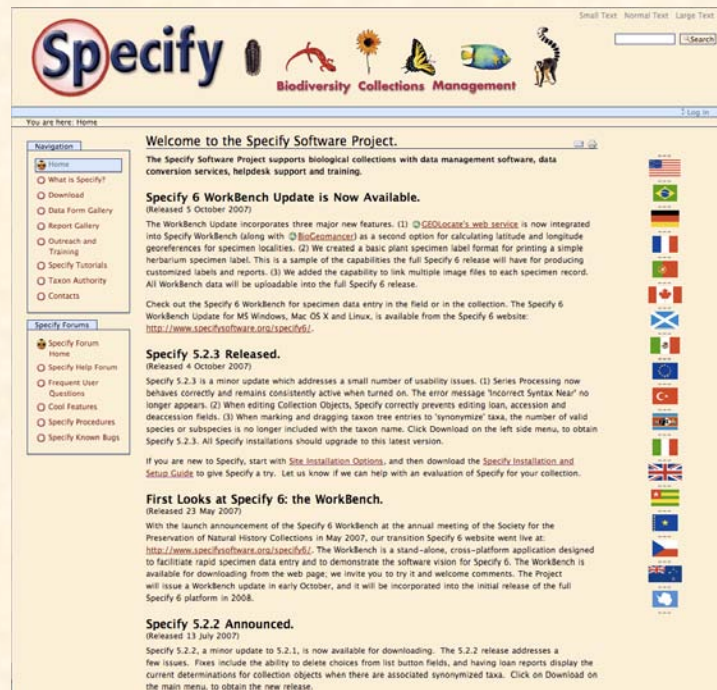 Small Text Normal Text Large Text
Specify
Search
Biodiversity Collections Management
Log in
You are here: Home
Navigation
Home
What is Specify?
Download
Data Form Gallery
Report Gallery
Outreach and
Training
Specify Tutorials
Taxon Authority
Contacts
Specify Forums
Specify Forum
Home
Specify Help Forum
Frequent User
Questions
Cool Features
Specify Procedures
Specify Known Bugs
Welcome to the Specify Software Project.
The Specify Software Project supports biological collections with data management software, data
conversion services, helpdesk support and training.
Specify 6 WorkBench Update is Now Available.
(Released 5 October 2007)
The WorkBench Update incorporates three major new features. (1) GEOLocate's web service is now integrated
into Specify WorkBench (along with BioGeomancer) as a second option for calculating latitude and longitude
georeferences for specimen localities. (2) We created a basic plant specimen label format for printing a simple
herbarium specimen label. This is a sample of the capabilities the full Specify 6 release will have for producing
customized labels and reports. (3) We added the capability to link multiple image files to each specimen record.
All WorkBench data will be uploadable into the full Specify 6 release.
Check out the Specify 6 WorkBench for specimen data entry in the field or in the collection. The Specify 6
WorkBench Update for MS Windows, Mac OS X and Linux, is available from the Specify 6 website:
http://www.specifysoftware.org/specify6/.
Specify 5.2.3 Released.
(Released 4 October 2007)
Specify 5.2.3 is a minor update which addresses a small number of usability issues. (1) Series Processing now
behaves correctly and remains consistently active when turned on. The error message 'Incorrect Syntax Near' no
longer appears. (2) When editing Collection Objects, Specify correctly prevents editing loan, accession and
deaccession fields. (3) When marking and dragging taxon tree entries to 'synonymize' taxa, the number of valid
species or subspecies is no longer included with the taxon name. Click Download on the left side menu, to obtain
Specify 5.2.3. All Specify installations should upgrade to this latest version.
If you are new to Specify, start with Site Installation Options, and then download the Specify Installation and
Setup Guide to give Specify a try. Let us know if we can help with an evaluation of Specify for your collection.
First Looks at Specify 6: the WorkBench.
(Released 23 May 2007)
With the launch announcement of the Specify 6 WorkBench at the annual meeting of the Society for the
Preservation of Natural History Collections in May 2007, our transition Specify 6 website went live at:
http://www.specifysoftware.org/specify6/. The WorkBench is a stand-alone, cross-platform application designed
to facilitiate rapid specimen data entry and to demonstrate the software vision for Specify 6. The WorkBench is
available for downloading from the web page, we invite you to try it and welcome comments. The Project
will issue a WorkBench update in early October, and it will be incorporated into the initial release of the full
Specify 6 platform in 2008.
Specify 5.2.2 Announced.
(Released 13 July 2007)
Specify 5.2.2, a minor update to 5.2.1, is now available for downloading. The 5.2.2 release addresses a
few issues. Fixes include the ability to delete choices from list button fields, and having loan reports display the
current determinations for collection objects when there are associated synonymized taxa. Click on Download on
the main menu, to obtain the new release.